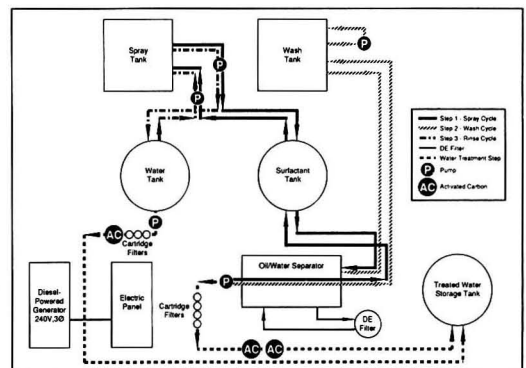 Spray
Tank
Wash
Tank
P
P
P
Step 1 - Spray Cycle
Step 2 - Wash Cycle
Step 3 - Rinse Cycle
DE Filter
Water Treatment Step
P Pump
AC Activated Carbon
Water
Tank
Surfactant
Tank
P
AC
Cartridge
Filters
Oil/Water Separator
P
Diesel-
Powered
Generator
240V,3Ø
Electric
Panel
Cartridge
Filters
DE
Filter
Treated Water
Storage Tank
AC AC